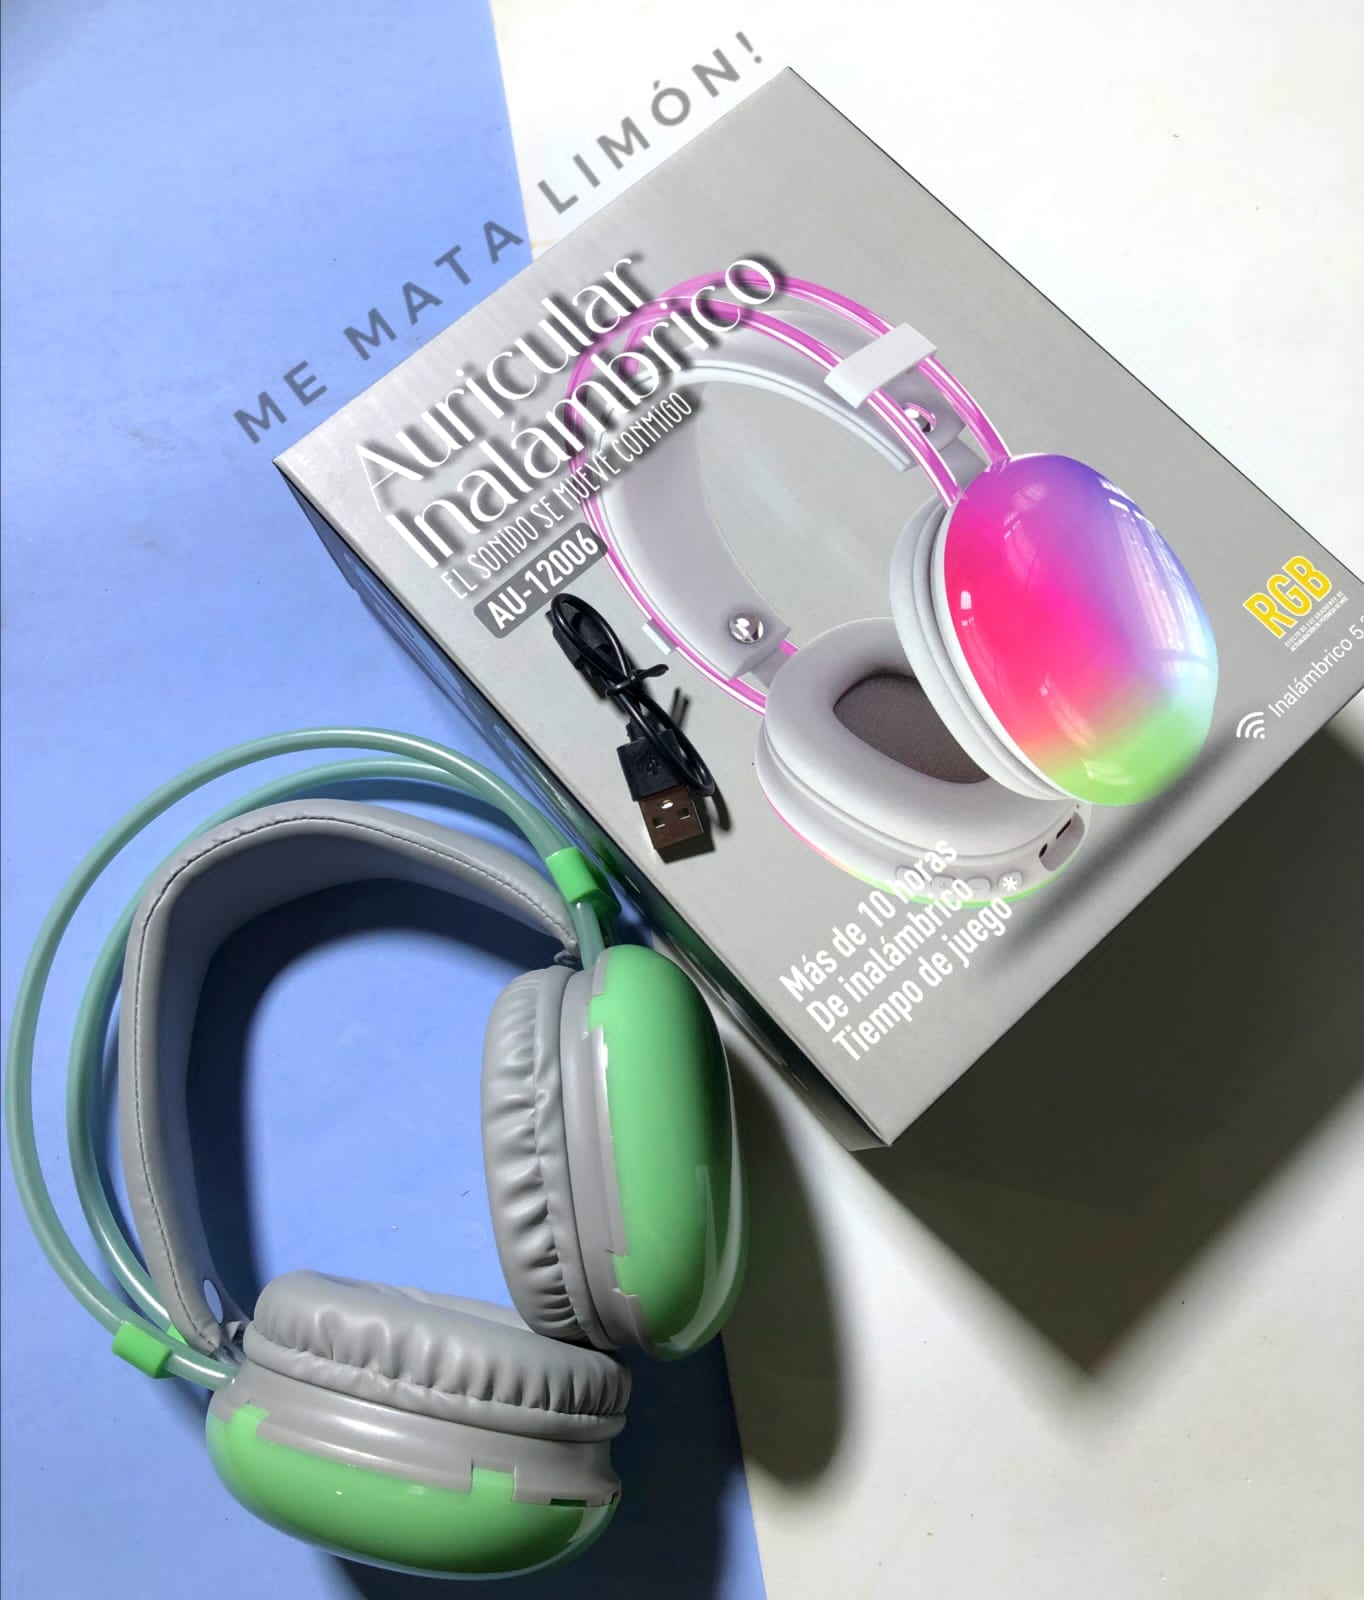 ME MATA LIMÓN!
Auricular
Inalámbrico
EL SONIDO SE MUEVE CONMIGO
AU-12006
RGB
Inalámbrico 5.
Más de 10 horas
De inalámbrico
Tiempo de juego *